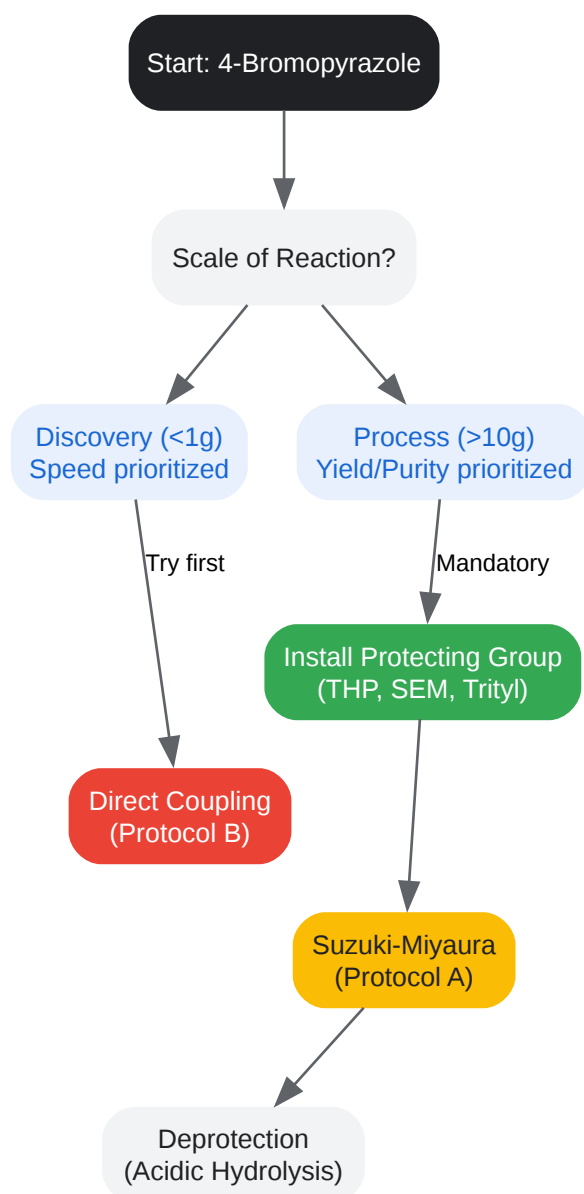 Start: 4-Bromopyrazole
Scale of Reaction?
Discovery (<1g)
Speed prioritized
Process (>10g)
Yield/Purity prioritized
Try first
Mandatory
Install Protecting Group
(THP, SEM, Trityl)
Direct Coupling
(Protocol B)
Suzuki-Miyaura
(Protocol A)
Deprotection
(Acidic Hydrolysis)